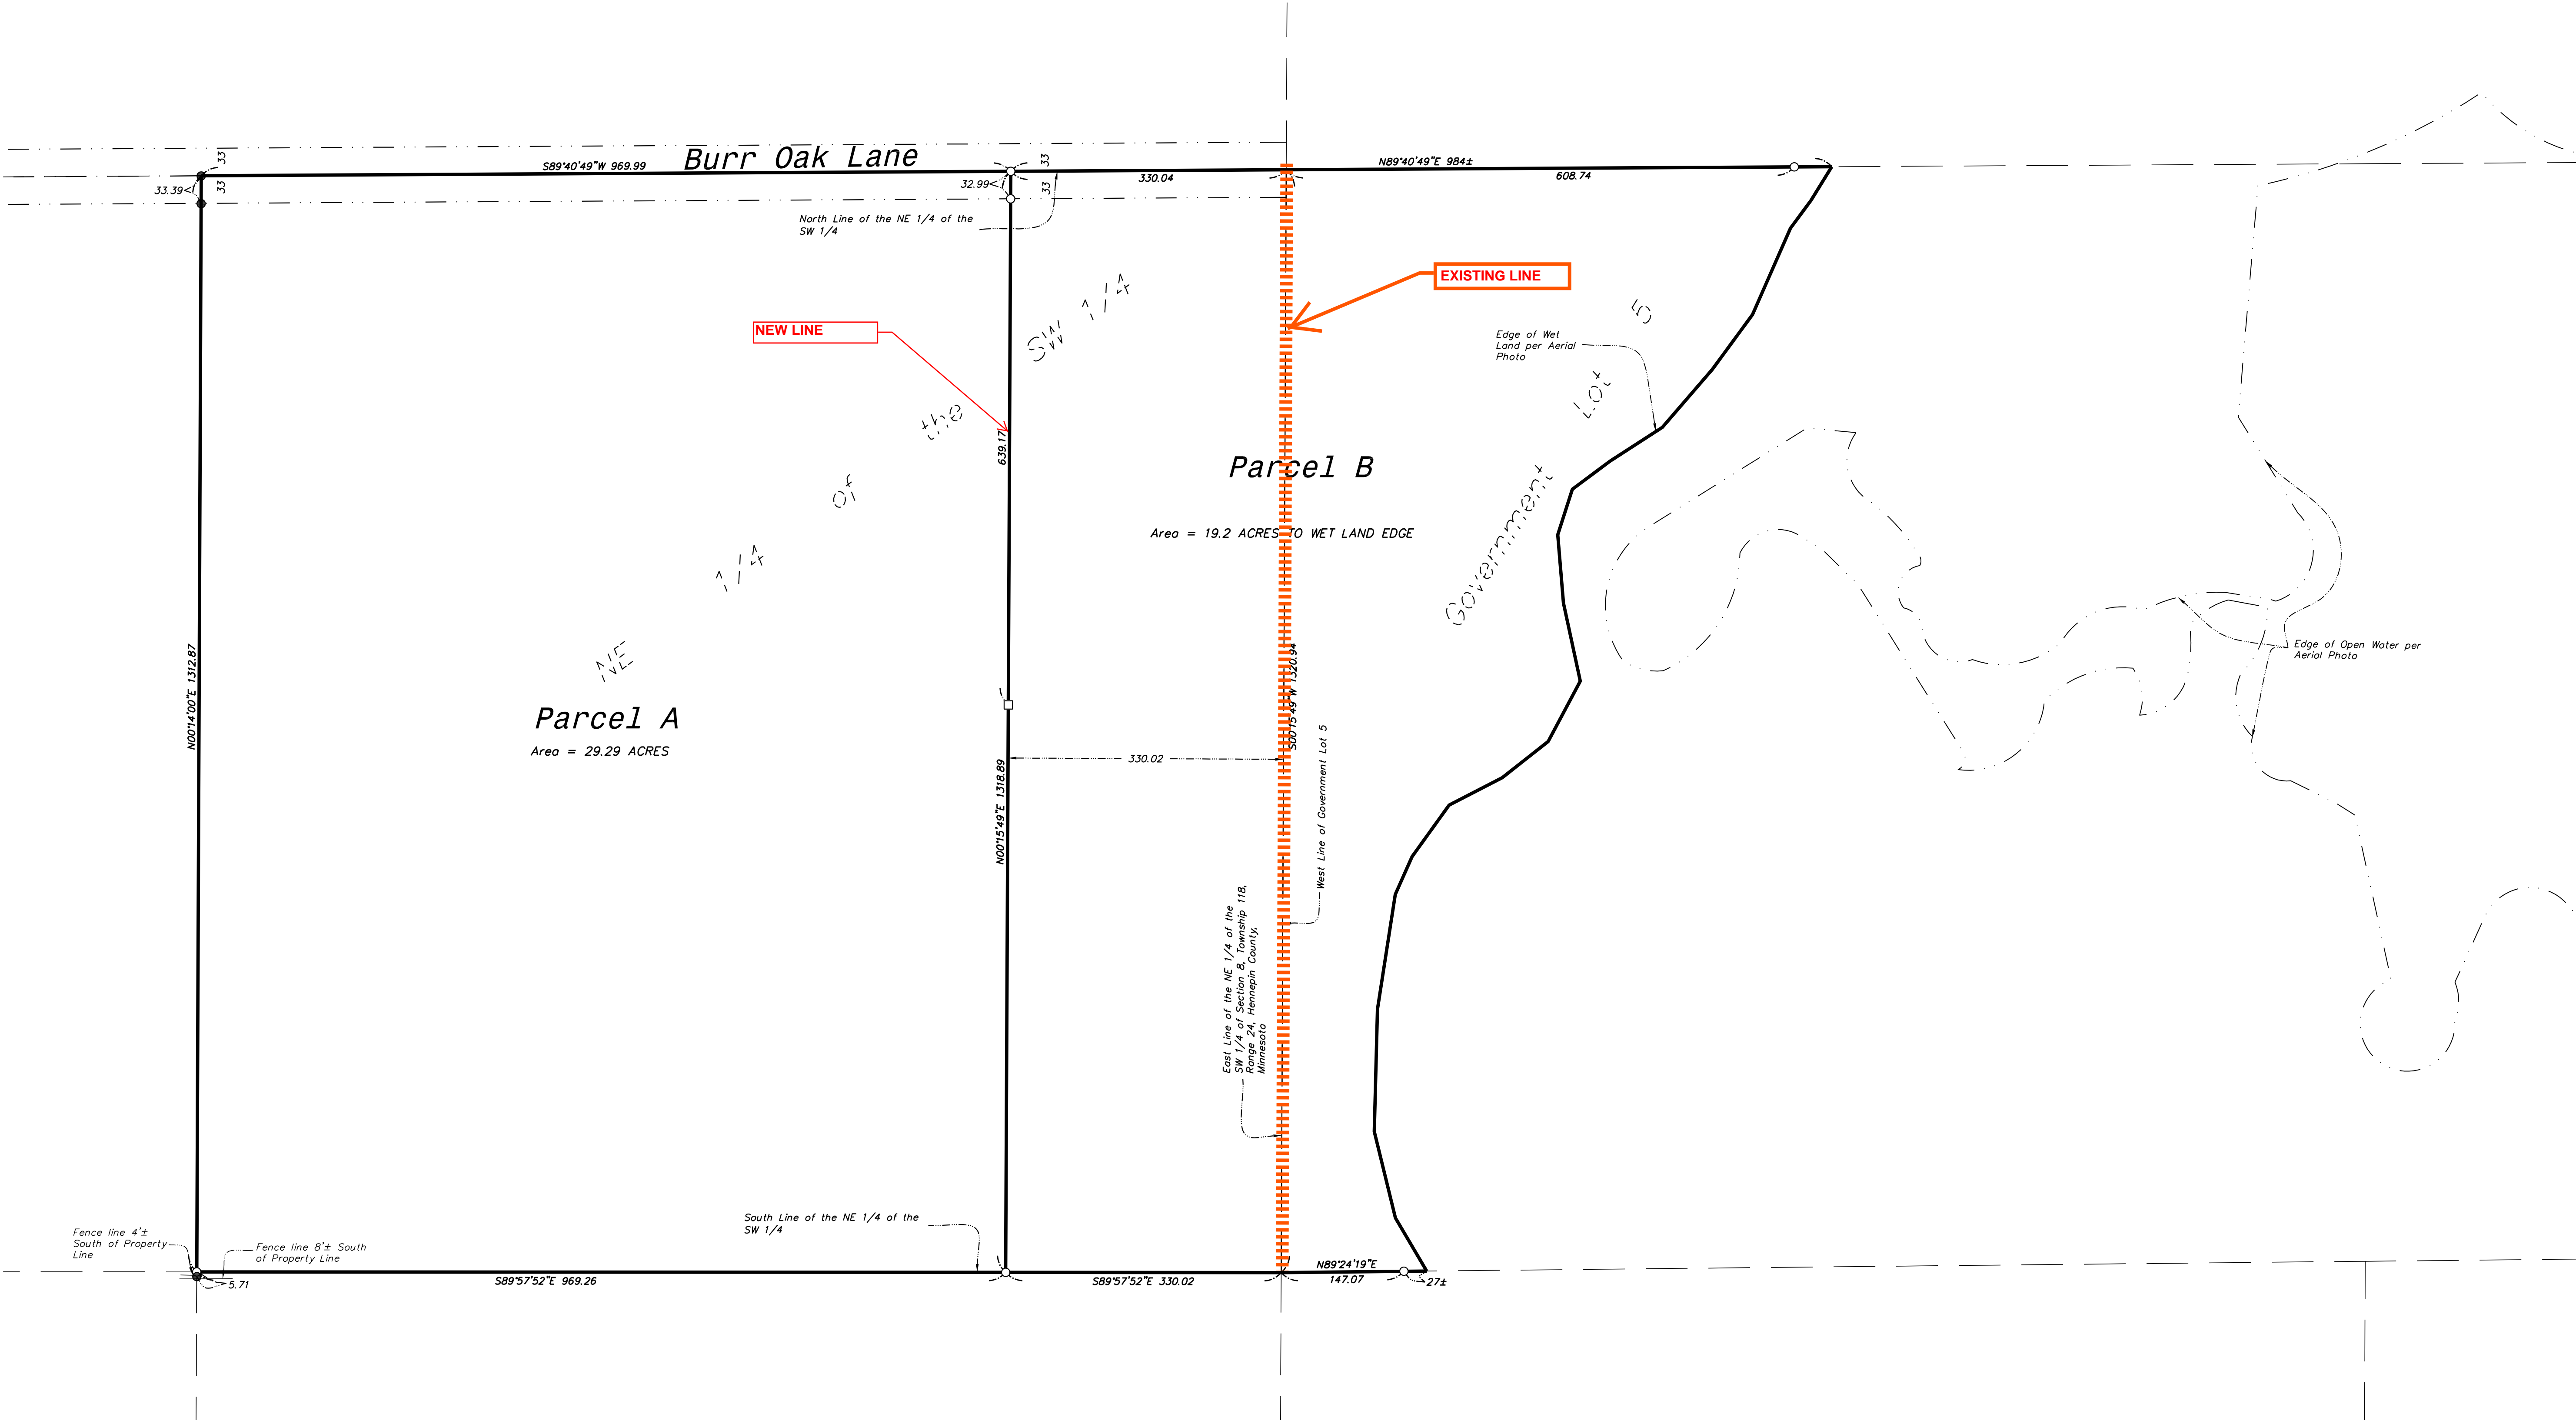 Burr Oak Lane
S89°40'49"W 969.99
N89°40'49"E 984±
33
33
33
33
33.39
32.99
330.04
608.74
North Line of the NE 1/4 of the
SW 1/4
EXISTING LINE
NEW LINE
NE 1/4 of the SW 1/4
Government Lot 5
Edge of Wet
Land per Aerial
Photo
639.17
Parcel B
Area = 19.2 ACRES TO WET LAND EDGE
N00°14'00"E 1312.87
S00°15'49"W 1320.94
Edge of Open Water per
Aerial Photo
Parcel A
Area = 29.29 ACRES
330.02
N00°15'49"E 1318.89
West Line of Government Lot 5
East Line of the NE 1/4 of the
SW 1/4 of Section 8, Township 118,
Range 24, Hennepin County,
Minnesota
South Line of the NE 1/4 of the
SW 1/4
Fence line 4'±
South of Property
Line
Fence line 8'± South
of Property Line
5.71
S89°57'52"E 969.26
S89°57'52"E 330.02
N89°24'19"E
147.07
27±